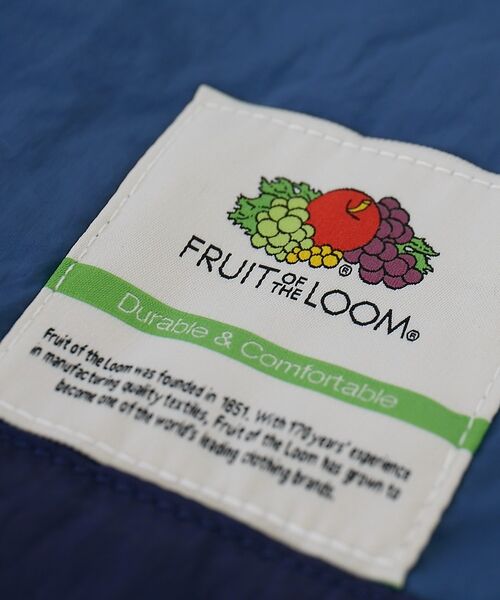 FRUIT OF THE LOOM®
Durable & Comfortable
Fruit of the Loom was founded in 1851. With 170 years' experience
in manufacturing quality textiles, Fruit of the Loom has grown to
become one of the world's leading clothing brands.